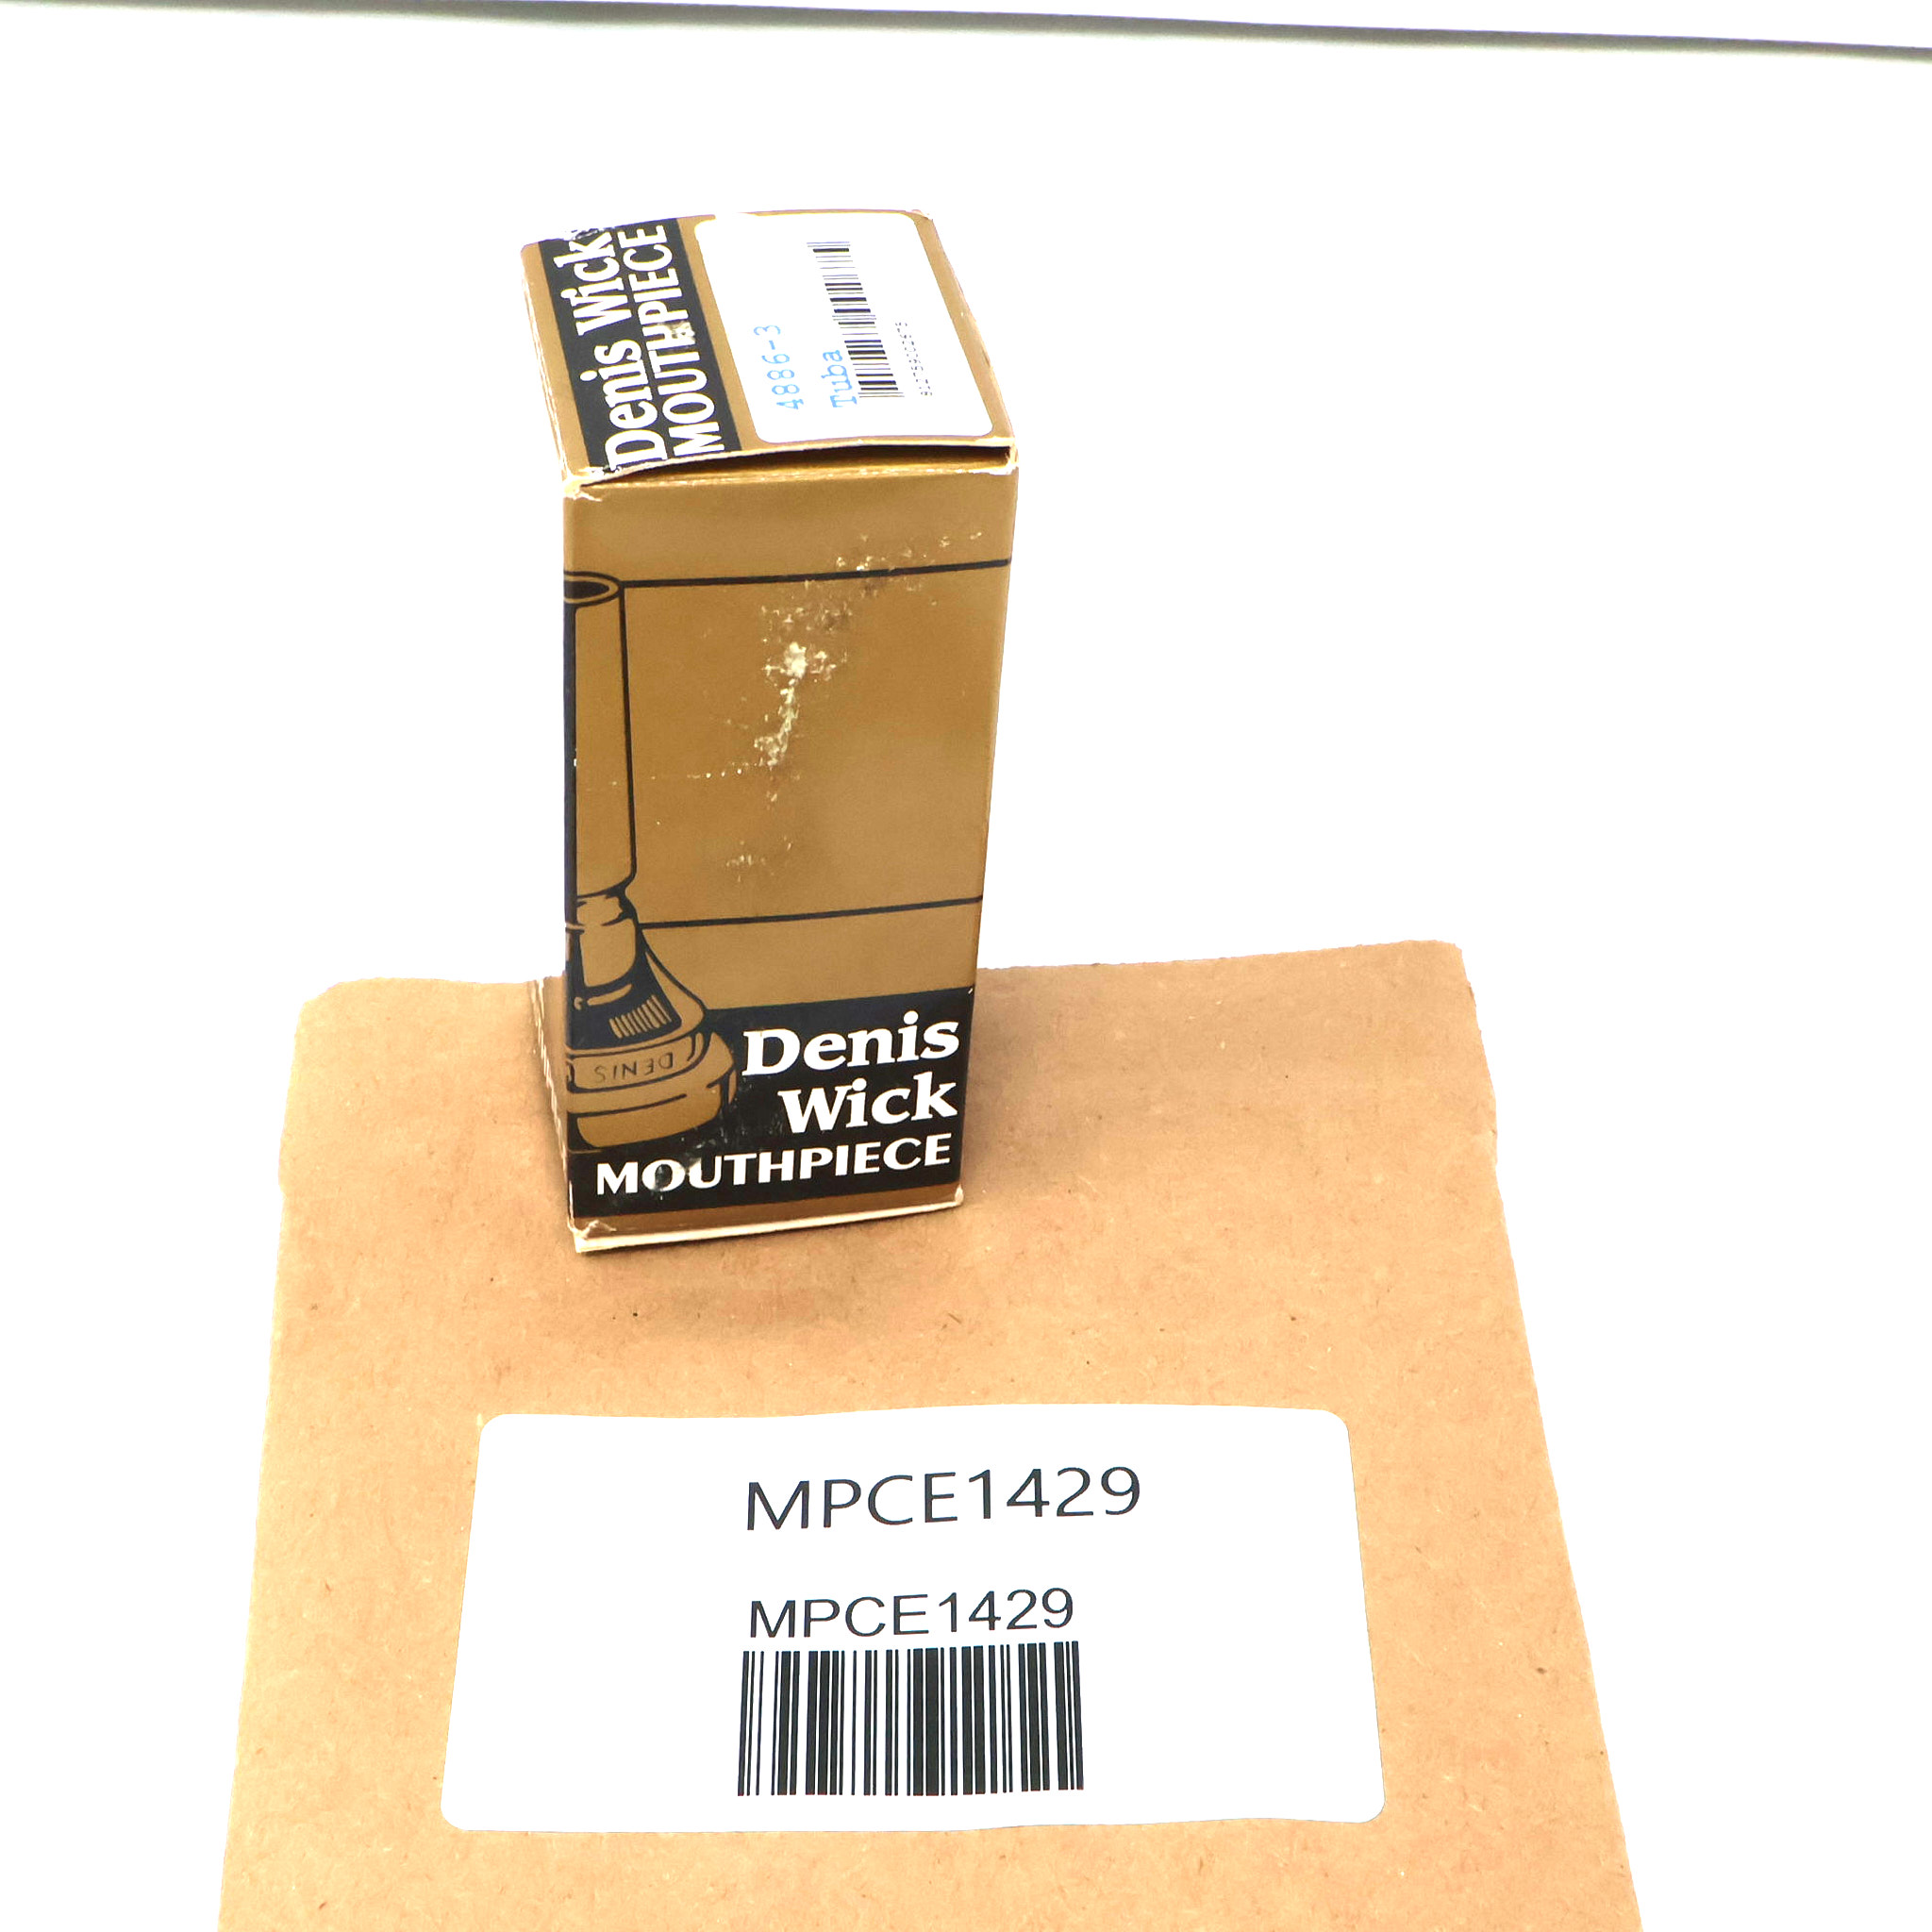 Denis Wick
MOUTHPIECE
4886-3
Tuba
DENIS
Denis
Wick
MOUTHPIECE
MPCE1429
MPCE1429